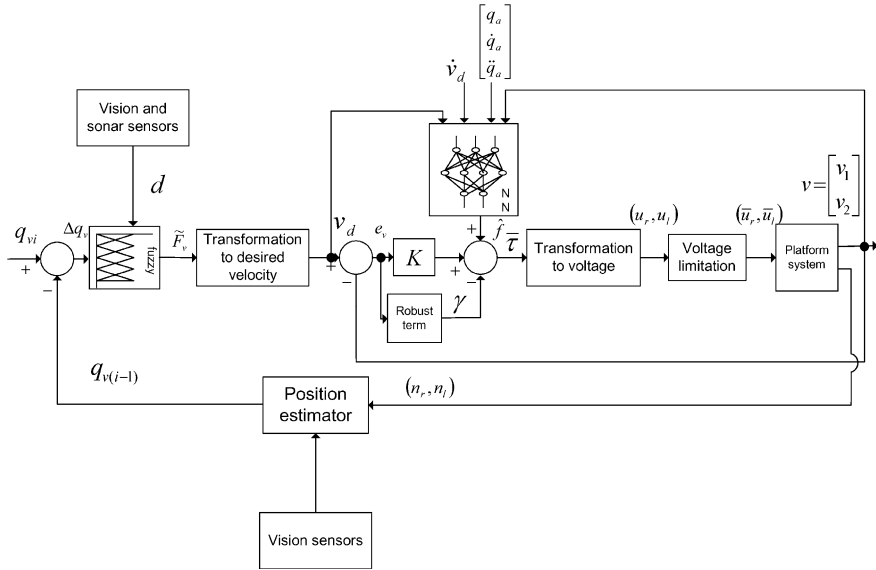 q_a
q̇_a
q̈_a
v̇_d
Vision and
sonar sensors
d
N
N
v = [v_1
v_2]
q_vi
Δq_v
fuzzy
F̃_v
Transformation
to desired
velocity
v_d
e_v
K
+
f̂
τ̄
Transformation
to voltage
(u_r, u_l)
Voltage
limitation
(ū_r, ū_l)
Platform
system
+
+
+
−
−
−
Robust
term
γ
q_v(i−1)
Position
estimator
(n_r, n_l)
Vision sensors